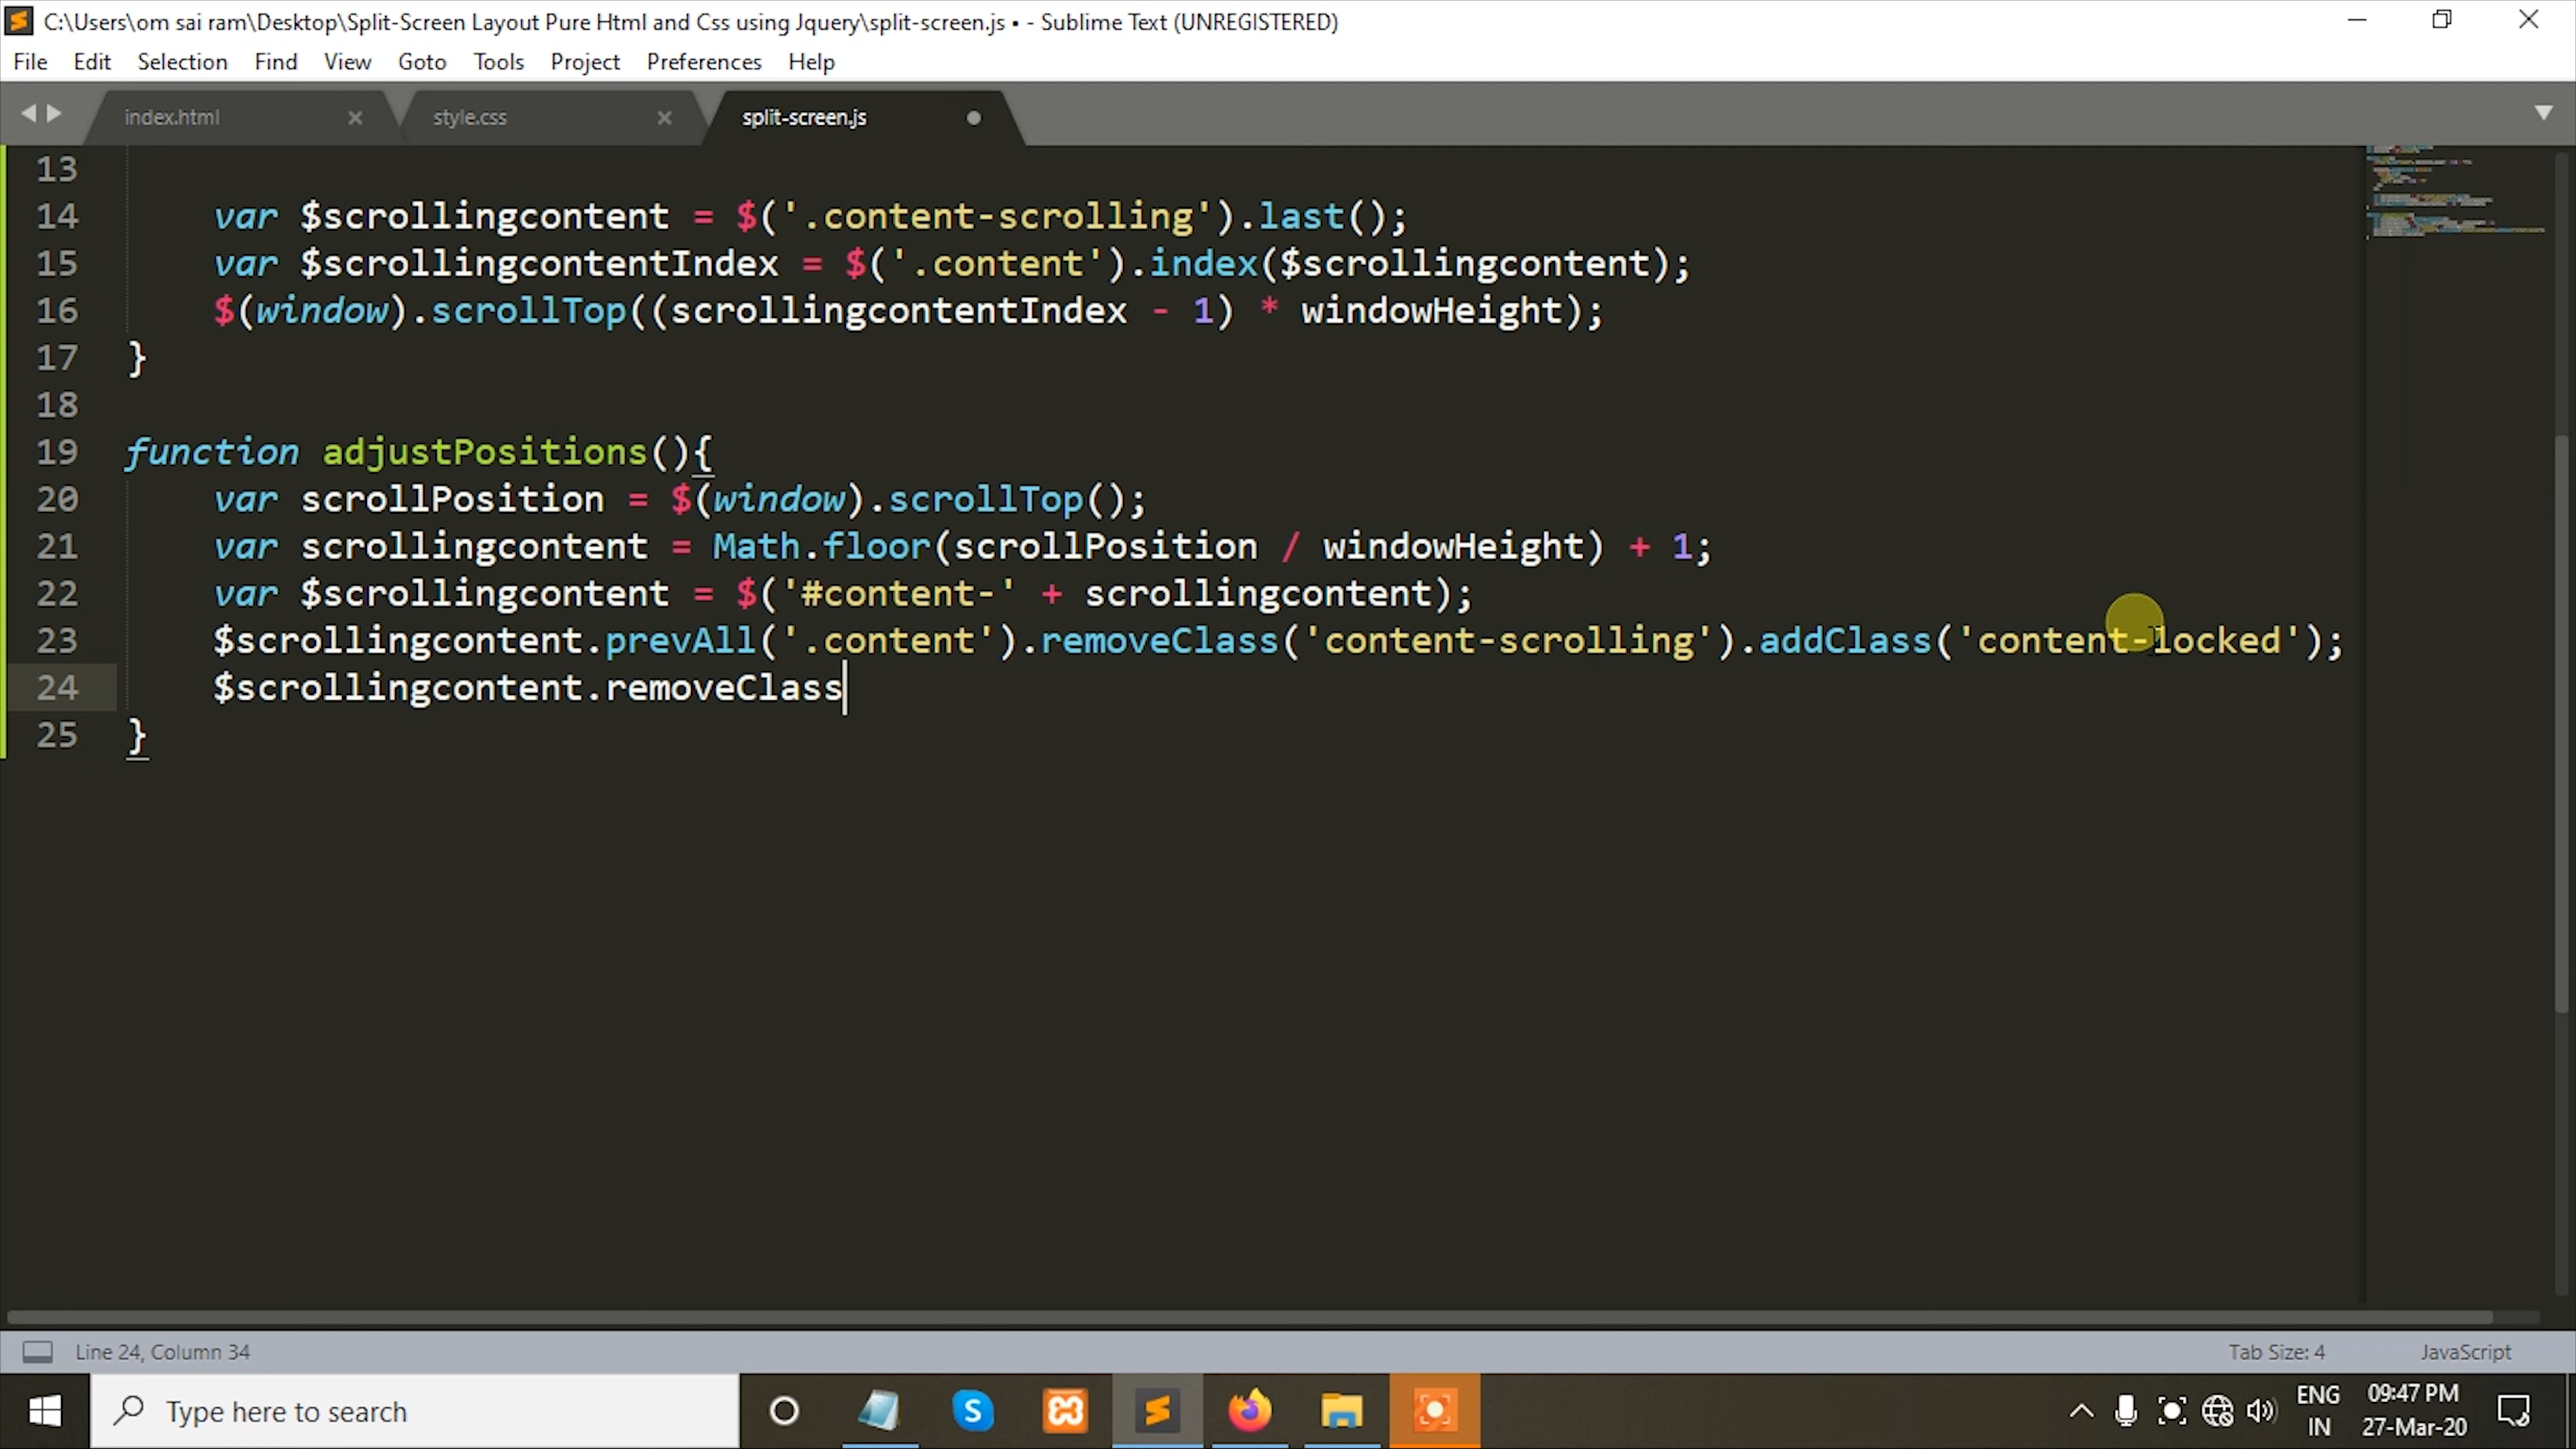 C:\Users\om sai ram\Desktop\Split-Screen Layout Pure Html and Css using Jquery\split-screen.js • - Sublime Text (UNREGISTERED)
File Edit Selection Find View Goto Tools Project Preferences Help
index.html style.css split-screen.js
13
14 var $scrollingcontent = $('.content-scrolling').last();
15 var $scrollingcontentIndex = $('.content').index($scrollingcontent);
16 $(window).scrollTop((scrollingcontentIndex - 1) * windowHeight);
17 }
18
19 function adjustPositions(){
20 var scrollPosition = $(window).scrollTop();
21 var scrollingcontent = Math.floor(scrollPosition / windowHeight) + 1;
22 var $scrollingcontent = $('#content-' + scrollingcontent);
23 $scrollingcontent.prevAll('.content').removeClass('content-scrolling').addClass('content-locked');
24 $scrollingcontent.removeClass
25 }
Line 24, Column 34 Tab Size: 4 JavaScript
Type here to search ENG 09:47 PM
IN 27-Mar-20